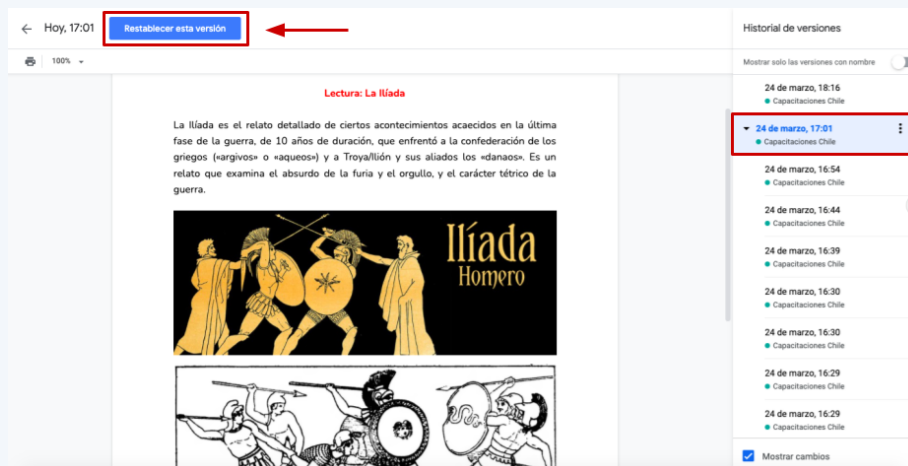 Hoy, 17:01
Restablecer esta versión
100%
Lectura: La Ilíada
La Ilíada es el relato detallado de ciertos acontecimientos acaecidos en la última
fase de la guerra, de 10 años de duración, que enfrentó a la confederación de los
griegos («argivos» o «aqueos») y a Troya/Ilión y sus aliados los «danaos». Es un
relato que examina el absurdo de la furia y el orgullo, y el carácter tétrico de la
guerra.
Ilíada
Homero
Historial de versiones
Mostrar solo las versiones con nombre
24 de marzo, 18:16
Capacitaciones Chile
24 de marzo, 17:01
Capacitaciones Chile
24 de marzo, 16:54
Capacitaciones Chile
24 de marzo, 16:44
Capacitaciones Chile
24 de marzo, 16:39
Capacitaciones Chile
24 de marzo, 16:30
Capacitaciones Chile
24 de marzo, 16:30
Capacitaciones Chile
24 de marzo, 16:29
Capacitaciones Chile
24 de marzo, 16:29
Capacitaciones Chile
Mostrar cambios